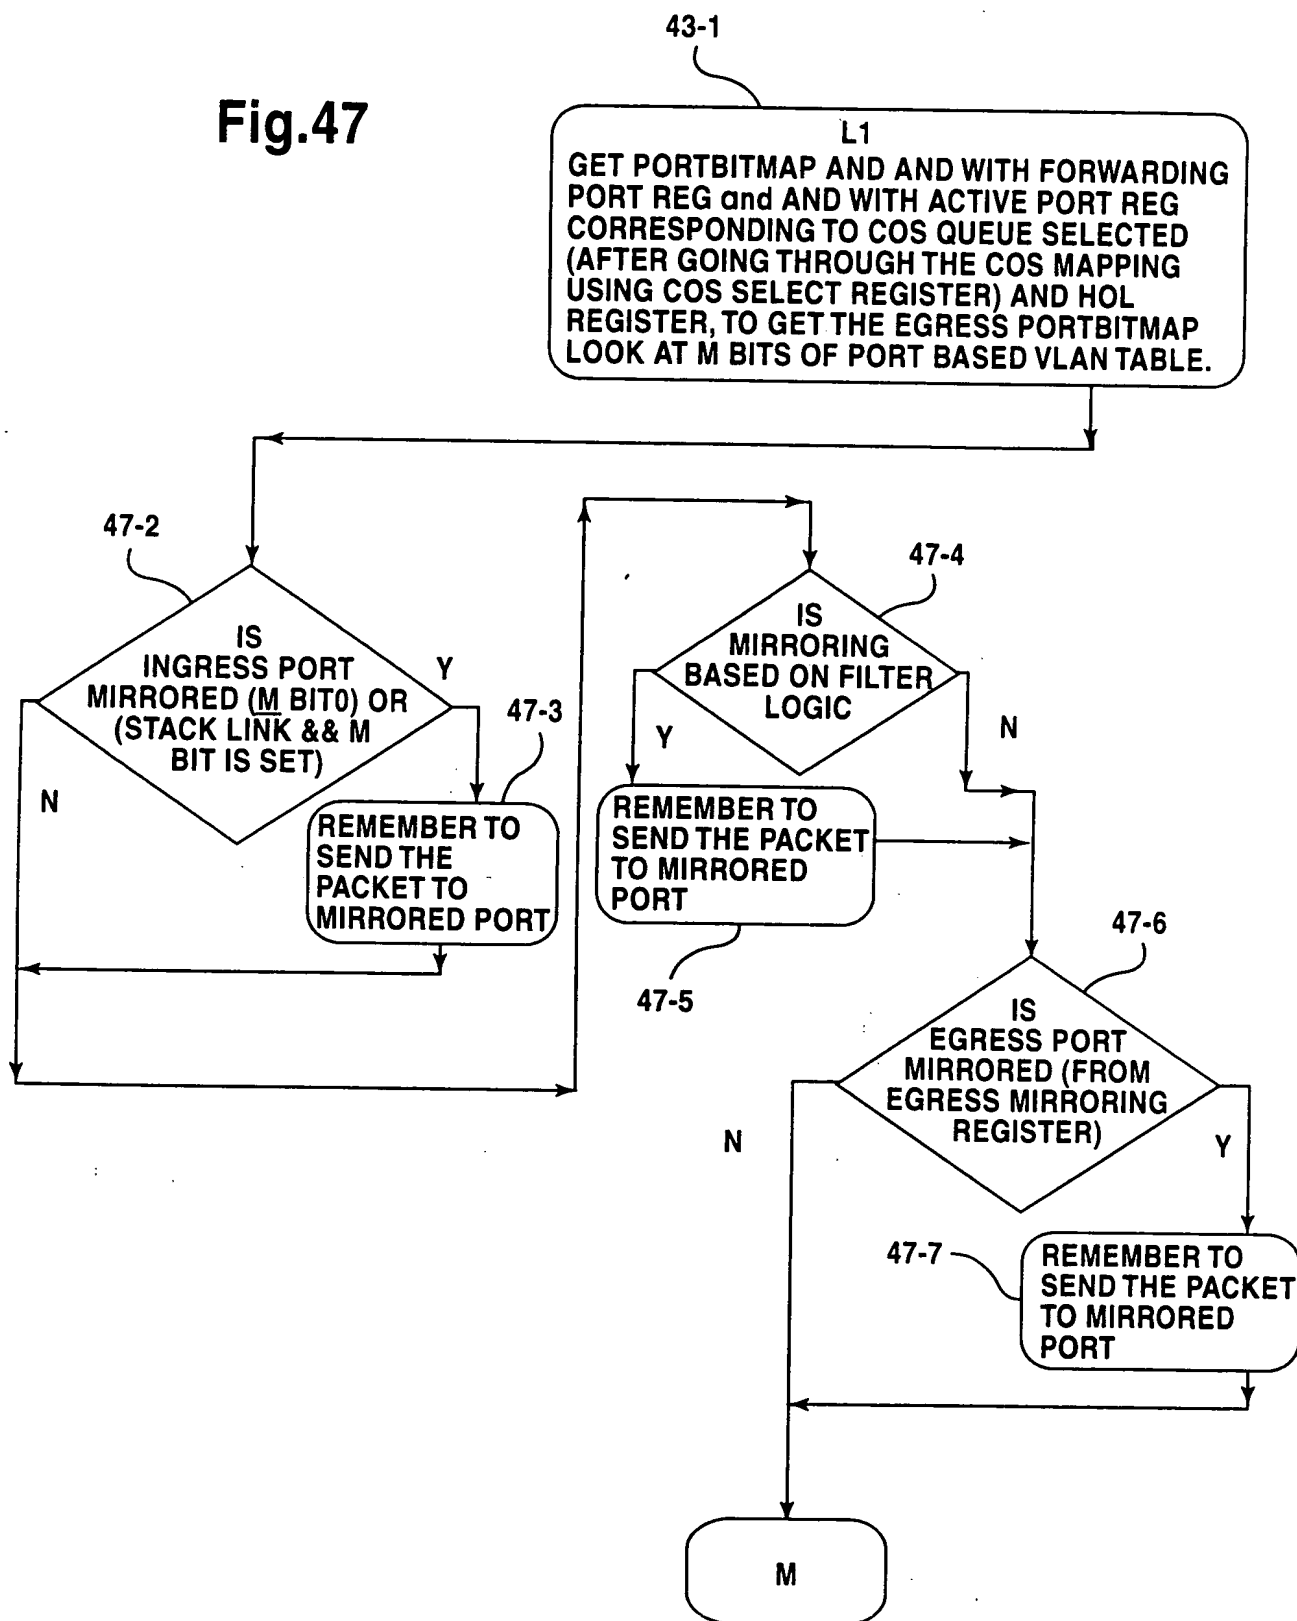 43-1
Fig.47
L1
GET PORTBITMAP AND AND WITH FORWARDING
PORT REG and AND WITH ACTIVE PORT REG
CORRESPONDING TO COS QUEUE SELECTED
(AFTER GOING THROUGH THE COS MAPPING
USING COS SELECT REGISTER) AND HOL
REGISTER, TO GET THE EGRESS PORTBITMAP
LOOK AT M BITS OF PORT BASED VLAN TABLE.
47-2
IS
INGRESS PORT
MIRRORED (M BIT0) OR
(STACK LINK && M
BIT IS SET)
Y
N
47-3
REMEMBER TO
SEND THE
PACKET TO
MIRRORED PORT
47-4
IS
MIRRORING
BASED ON FILTER
LOGIC
Y
N
REMEMBER TO
SEND THE PACKET
TO MIRRORED
PORT
47-5
47-6
IS
EGRESS PORT
MIRRORED (FROM
EGRESS MIRRORING
REGISTER)
N
Y
47-7
REMEMBER TO
SEND THE PACKET
TO MIRRORED
PORT
M